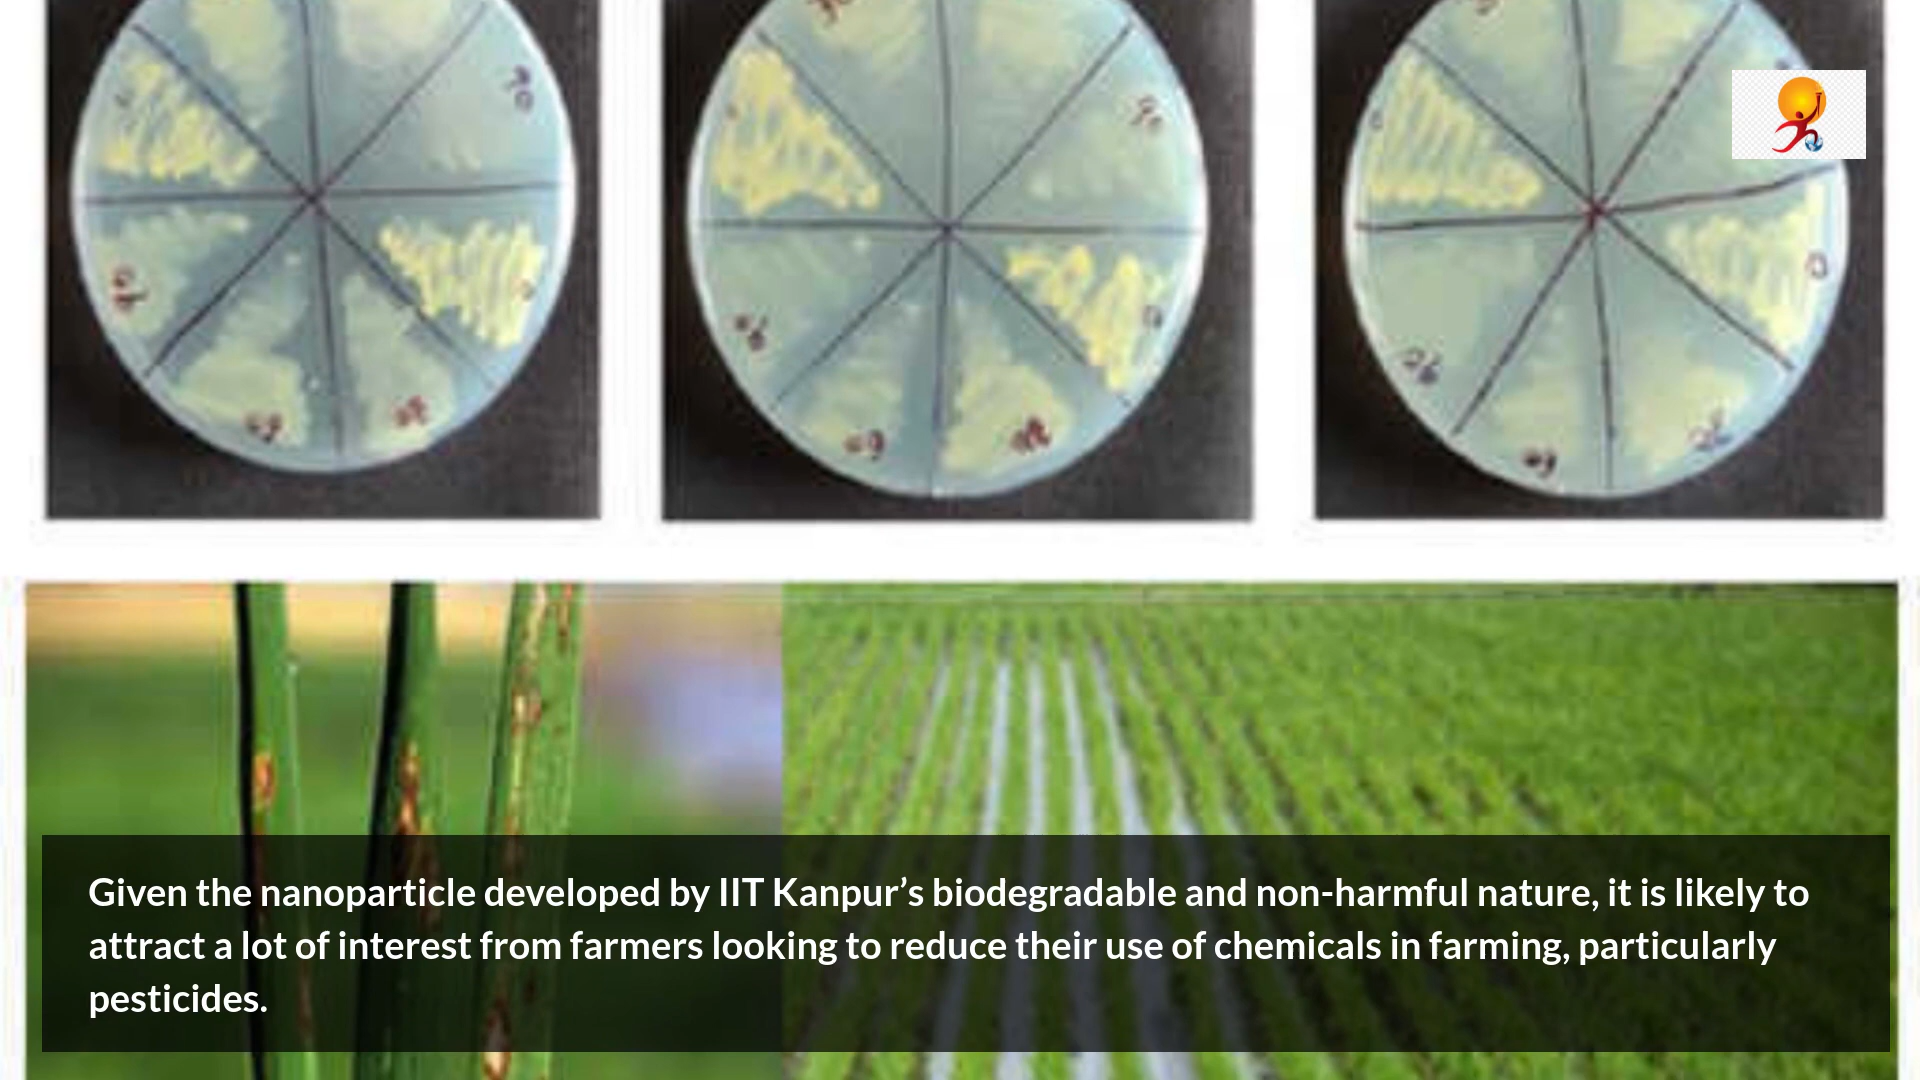 Given the nanoparticle developed by IIT Kanpur’s biodegradable and non-harmful nature, it is likely to
attract a lot of interest from farmers looking to reduce their use of chemicals in farming, particularly
pesticides.